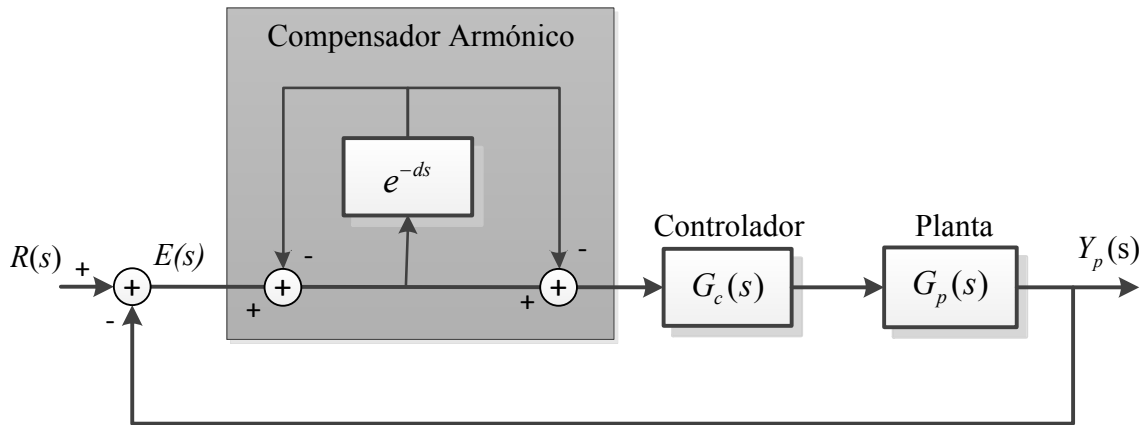 Compensador Armónico
e^{-ds}
Controlador
Planta
R(s)
E(s)
Y_p(s)
+
+
-
+
-
+
-
+
+
G_c(s)
G_p(s)